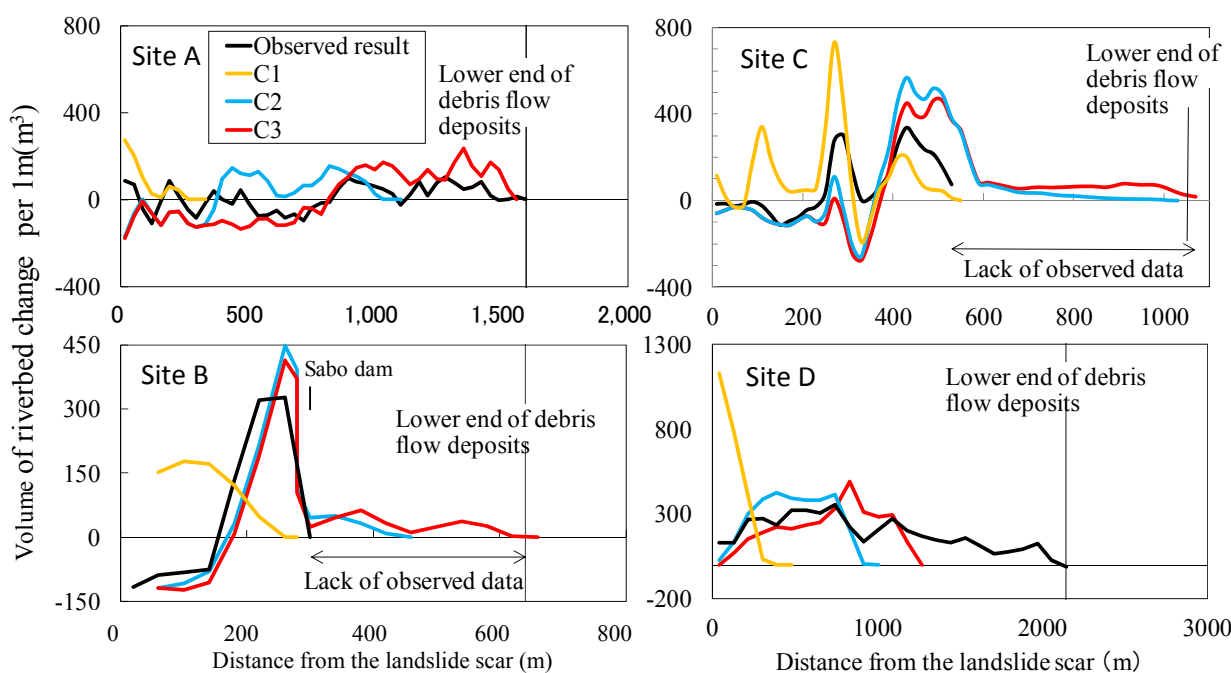 Volume of riverbed change per 1m(m³)
800
400
0
-400
Site A
Observed result
C1
C2
C3
Lower end of
debris flow
deposits
0
500
1,000
1,500
2,000
800
600
400
200
0
-200
-400
Site C
Lower end of
debris flow
deposits
Lack of observed data
0
200
400
600
800
1000
450
300
150
0
-150
Site B
Sabo dam
Lower end of debris
flow deposits
Lack of observed data
0
200
400
600
800
Distance from the landslide scar (m)
1300
800
300
-200
Site D
Lower end of debris
flow deposits
0
1000
2000
3000
Distance from the landslide scar (m)